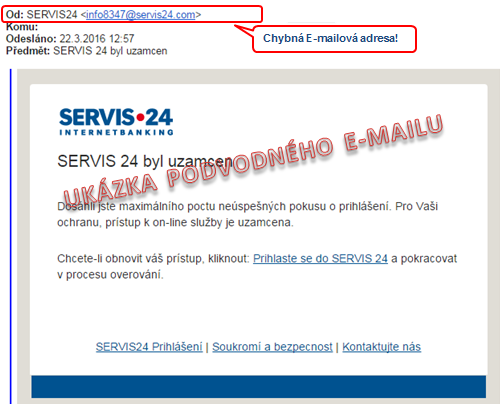 Od: SERVIS24 <info8347@servis24.com>
Chybná E-mailová adresa!
Komu:
Odesláno: 22.3.2016 12:57
Předmět: SERVIS 24 byl uzamcen
SERVIS 24
INTERNETBANKING
SERVIS 24 byl uzamcen
UKÁZKA PODVODNÉHO E-MAILU
Dosáhli jste maximálního poctu neúspešných pokusu o prihlášení. Pro Vaši
ochranu, prístup k on-line služby je uzamcena.
Chcete-li obnovit váš prístup, kliknout: Prihlaste se do SERVIS 24 a pokracovat
v procesu overování.
SERVIS24 Prihlášení | Soukromí a bezpecnost | Kontaktujte nás